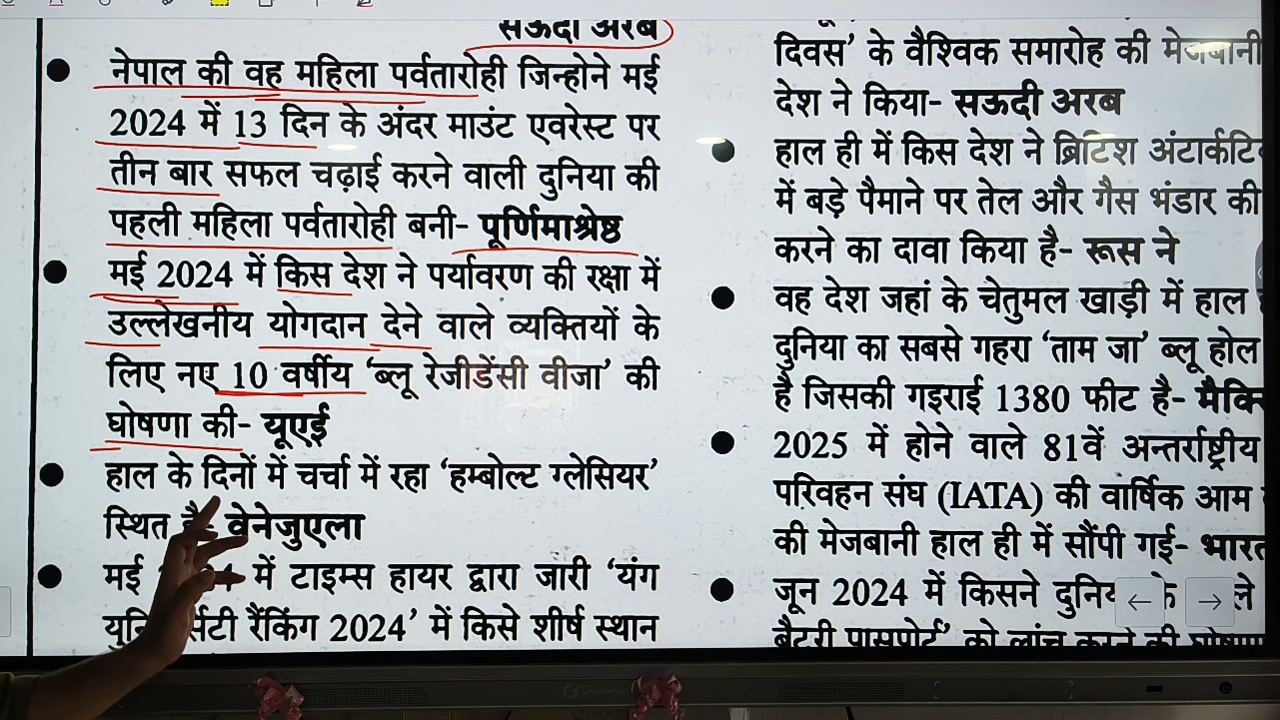 सऊदी अरब
नेपाल की वह महिला पर्वतारोही जिन्होने मई
2024 में 13 दिन के अंदर माउंट एवरेस्ट पर
तीन बार सफल चढ़ाई करने वाली दुनिया की
पहली महिला पर्वतारोही बनी- पूर्णिमाश्रेष्ठ
मई 2024 में किस देश ने पर्यावरण की रक्षा में
उल्लेखनीय योगदान देने वाले व्यक्तियों के
लिए नए 10 वर्षीय ‘ब्लू रेजीडेंसी वीजा’ की
घोषणा की- यूएई
हाल के दिनों में चर्चा में रहा ‘हम्बोल्ट ग्लेसियर’
स्थित है- वेनेजुएला
मई में टाइम्स हायर द्वारा जारी ‘यंग
रैंकिंग 2024’ में किसे शीर्ष स्थान
दिवस’ के वैश्विक समारोह की मेजबानी
देश ने किया- सऊदी अरब
हाल ही में किस देश ने ब्रिटिश
में बड़े पैमाने पर तेल और गैस भंडार की
करने का दावा किया है- रूस ने
वह देश जहां के चेतुमल खाड़ी में हाल
दुनिया का सबसे गहरा ‘ताम जा’ ब्लू होल
है जिसकी गइराई 1380 फीट है-
2025 में होने वाले 81वें अन्तर्राष्ट्रीय
परिवहन संघ (IATA) की वार्षिक आम
की मेजबानी हाल ही में सौंपी गई- भारत
जून 2024 में किसने
बैटरी पासपोर्ट’ को लांच करने की